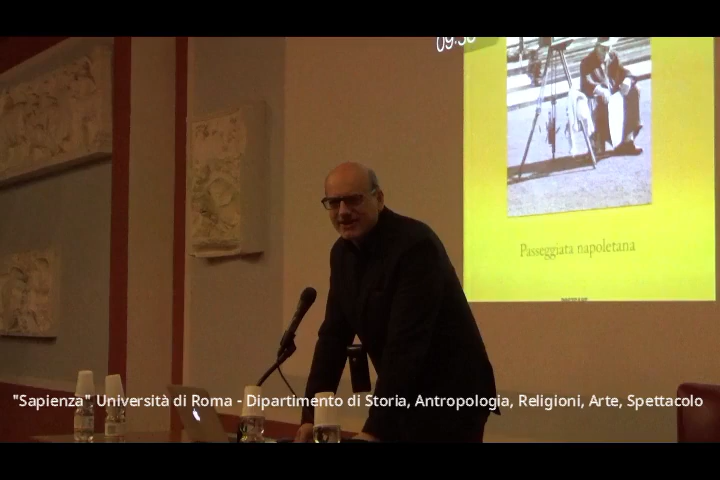 Passeggiata napoletana
"Sapienza" Università di Roma - Dipartimento di Storia, Antropologia, Religioni, Arte, Spettacolo